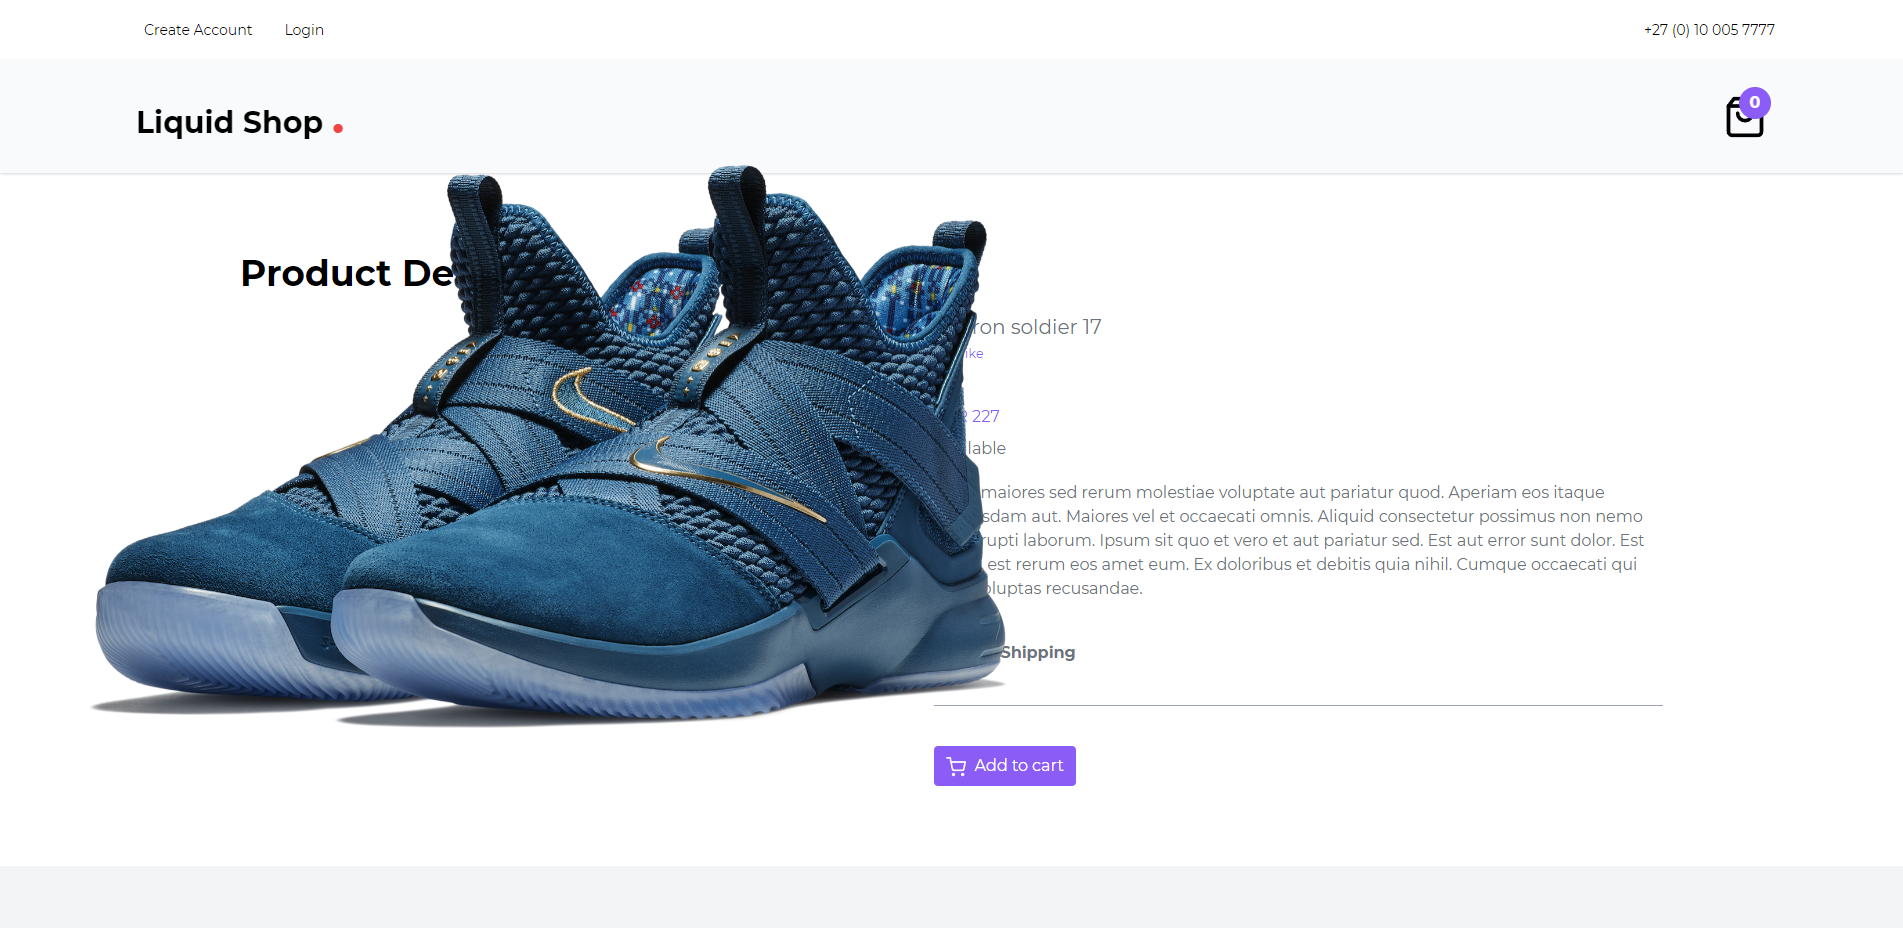 Create Account
Login
+27 (0) 10 005 7777
Liquid Shop
0
Product De
ron soldier 17
ike
227
lable
maiores sed rerum molestiae voluptate aut pariatur quod. Aperiam eos itaque
sdam aut. Maiores vel et occaecati omnis. Aliquid consectetur possimus non nemo
rupti laborum. Ipsum sit quo et vero et aut pariatur sed. Est aut error sunt dolor. Est
est rerum eos amet eum. Ex doloribus et debitis quia nihil. Cumque occaecati qui
oluptas recusandae.
Shipping
Add to cart